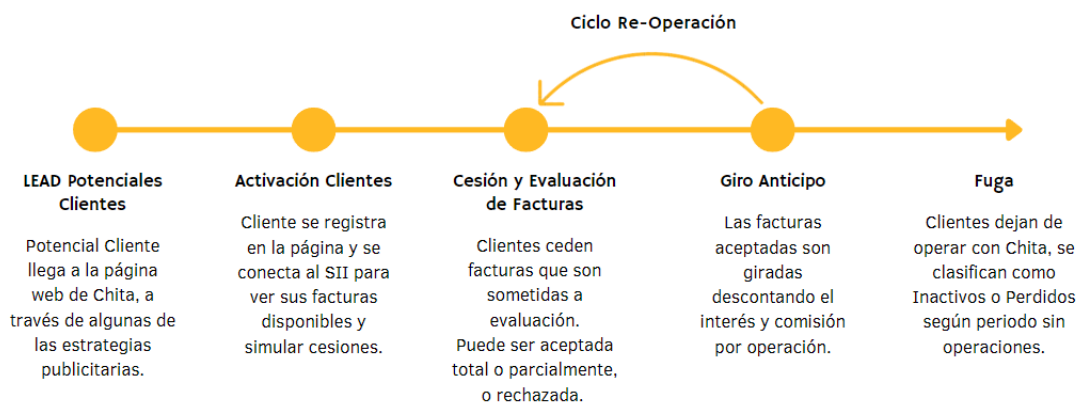 Ciclo Re-Operación
LEAD Potenciales
Clientes
Potencial Cliente
llega a la página
web de Chita, a
través de algunas de
las estrategias
publicitarias.
Activación Clientes
Cliente se registra
en la página y se
conecta al SII para
ver sus facturas
disponibles y
simular cesiones.
Cesión y Evaluación
de Facturas
Clientes ceden
facturas que son
sometidas a
evaluación.
Puede ser aceptada
total o parcialmente,
o rechazada.
Giro Anticipo
Las facturas
aceptadas son
giradas
descontando el
interés y comisión
por operación.
Fuga
Clientes dejan de
operar con Chita, se
clasifican como
Inactivos o Perdidos
según periodo sin
operaciones.